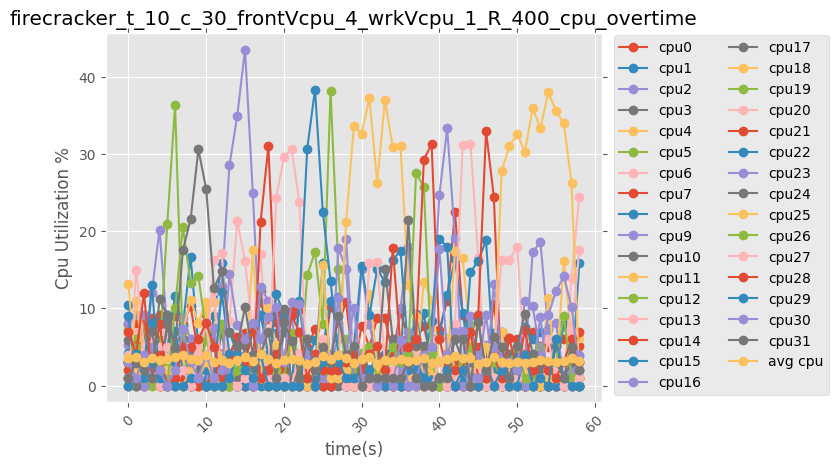 firecracker_t_10_c_30_frontVcpu_4_wrkVcpu_1_R_400_cpu_overtime
Cpu Utilization %
40
30
20
10
0
0
10
20
30
40
50
60
time(s)
cpu0
cpu1
cpu2
cpu3
cpu4
cpu5
cpu6
cpu7
cpu8
cpu9
cpu10
cpu11
cpu12
cpu13
cpu14
cpu15
cpu16
cpu17
cpu18
cpu19
cpu20
cpu21
cpu22
cpu23
cpu24
cpu25
cpu26
cpu27
cpu28
cpu29
cpu30
cpu31
avg cpu